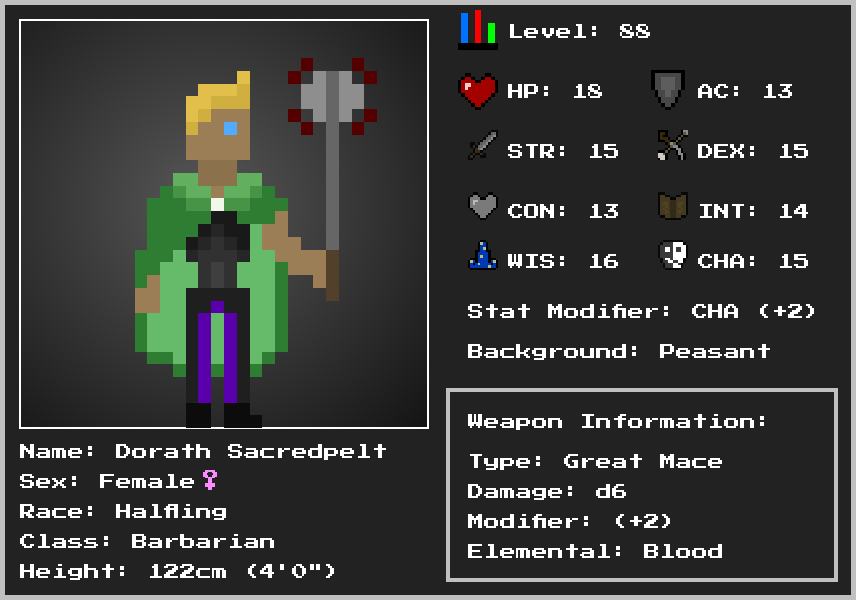 Level: 88
HP: 18
AC: 13
STR: 15
DEX: 15
CON: 13
INT: 14
WIS: 16
CHA: 15
Stat Modifier: CHA (+2)
Background: Peasant
Weapon Information:
Type: Great Mace
Damage: d6
Modifier: (+2)
Elemental: Blood
Name: Dorath Sacredpelt
Sex: Female♀
Race: Halfling
Class: Barbarian
Height: 122cm (4'0")